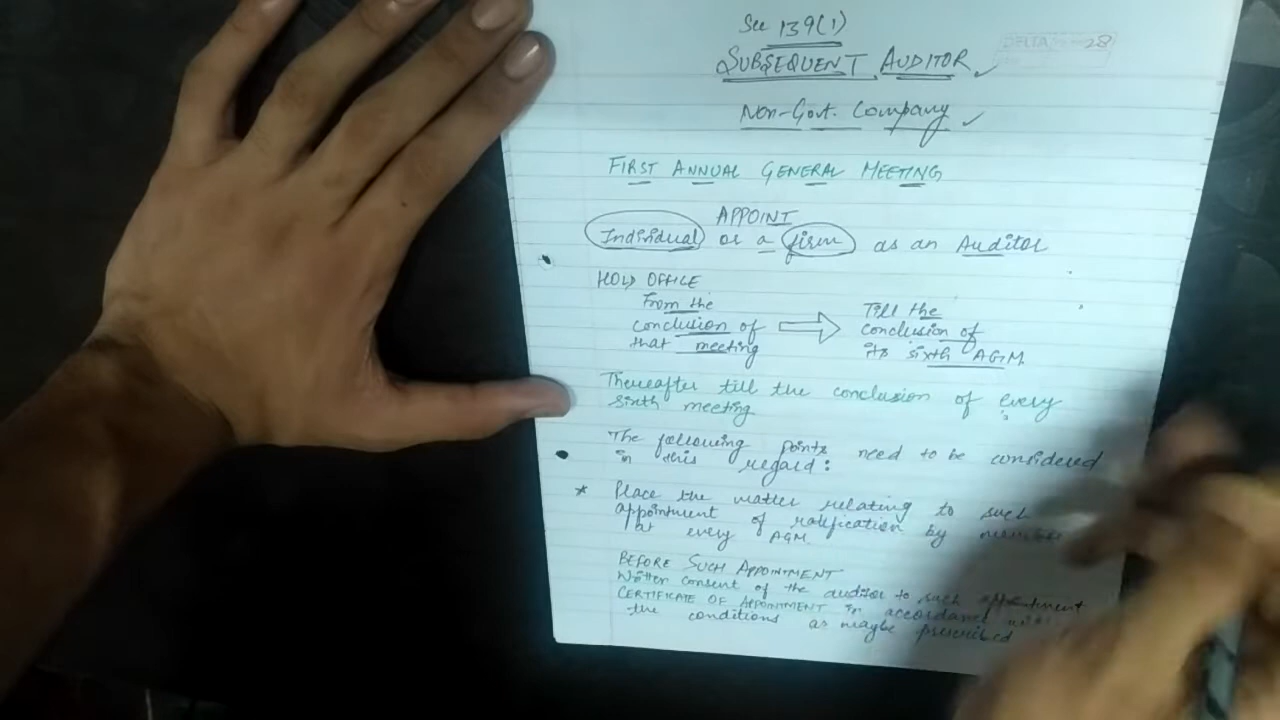 Sec 139(1)
SUBSEQUENT AUDITOR
DELTA 28
Non-Govt. Company
FIRST ANNUAL GENERAL MEETING
APPOINT
Individual or a firm as an Auditor
HOLD OFFICE
From the
conclusion of
that meeting
Till the
conclusion of
its sixth AGM
Thereafter till the conclusion of every
sixth meeting
The following points need to be considered
in this regard:
* Place the matter relating to such
appointment of ratification by
at every AGM
BEFORE SUCH APPOINTMENT
Written consent of the auditor to such appointment
CERTIFICATE OF APPOINTMENT in accordance
the conditions as maybe prescribed